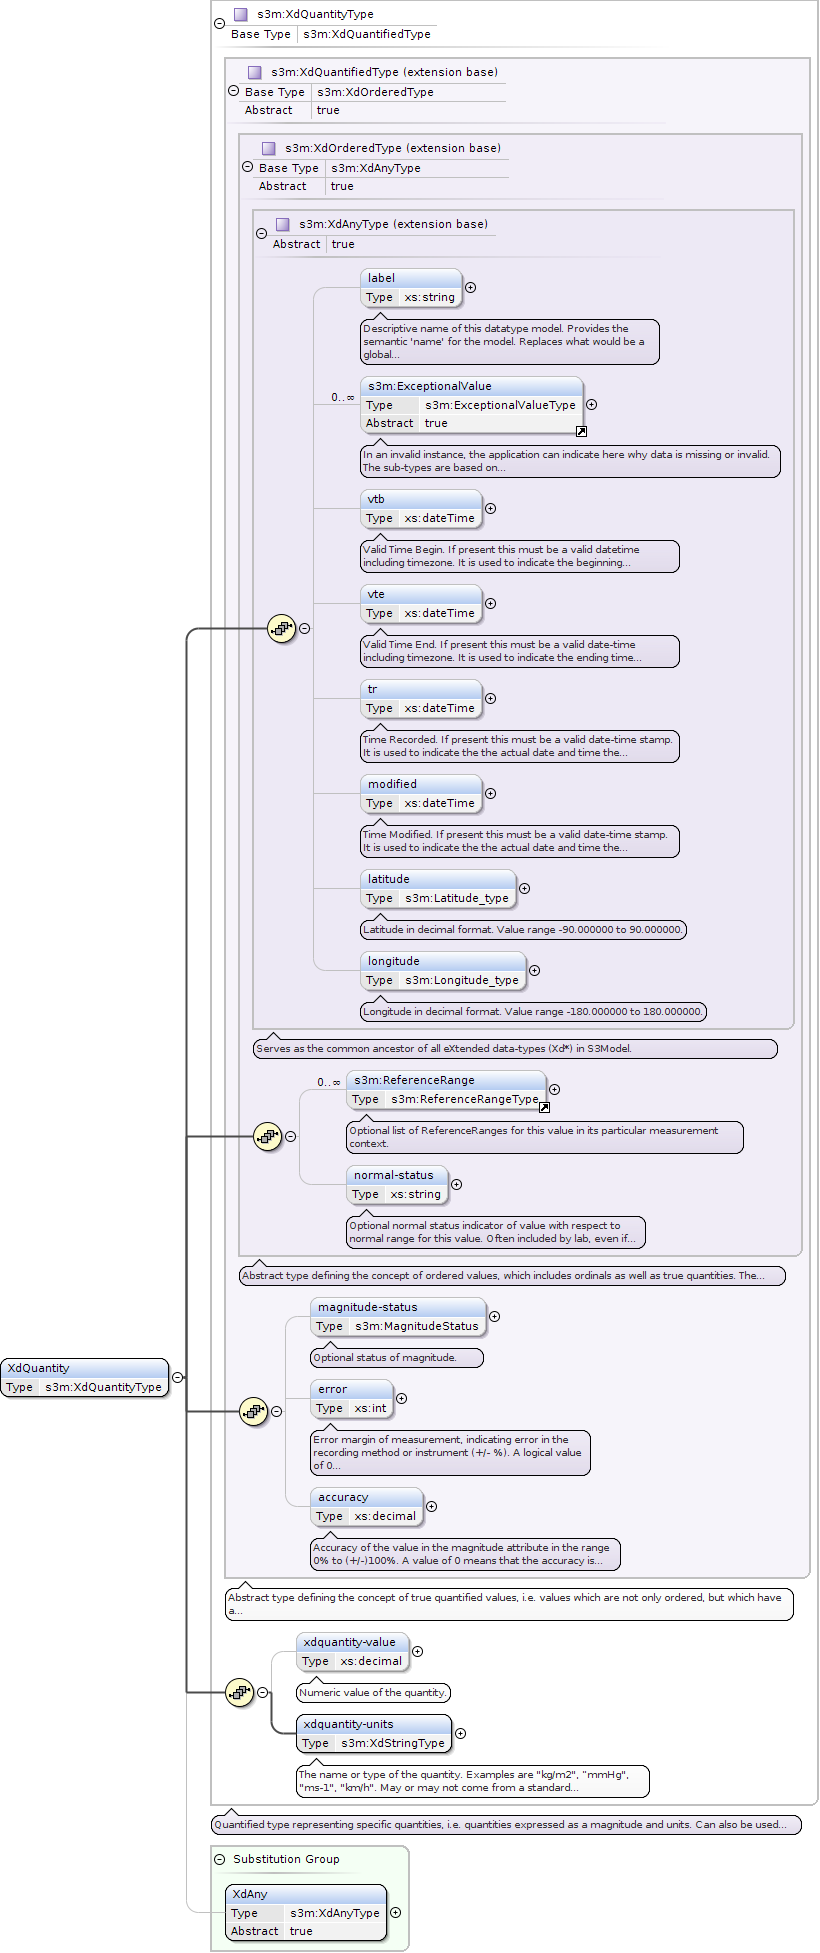 s3m:XdQuantityType
Base Type s3m:XdQuantifiedType
s3m:XdQuantifiedType (extension base)
Base Type s3m:XdOrderedType
Abstract true
s3m:XdOrderedType (extension base)
Base Type s3m:XdAnyType
Abstract true
s3m:XdAnyType (extension base)
Abstract true
label
Type xs:string
Descriptive name of this datatype model. Provides the
semantic 'name' for the model. Replaces what would be a
global...
0..∞
s3m:ExceptionalValue
Type s3m:ExceptionalValueType
Abstract true
In an invalid instance, the application can indicate here why data is missing or invalid.
The sub-types are based on...
vtb
Type xs:dateTime
Valid Time Begin. If present this must be a valid datetime
including timezone. It is used to indicate the beginning...
vte
Type xs:dateTime
Valid Time End. If present this must be a valid date-time
including timezone. It is used to indicate the ending time...
tr
Type xs:dateTime
Time Recorded. If present this must be a valid date-time stamp.
It is used to indicate the the actual date and time the...
modified
Type xs:dateTime
Time Modified. If present this must be a valid date-time stamp.
It is used to indicate the the actual date and time the...
latitude
Type s3m:Latitude_type
Latitude in decimal format. Value range -90.000000 to 90.000000.
longitude
Type s3m:Longitude_type
Longitude in decimal format. Value range -180.000000 to 180.000000.
Serves as the common ancestor of all eXtended data-types (Xd*) in S3Model.
0..∞
s3m:ReferenceRange
Type s3m:ReferenceRangeType
Optional list of ReferenceRanges for this value in its particular measurement
context.
normal-status
Type xs:string
Optional normal status indicator of value with respect to
normal range for this value. Often included by lab, even if...
Abstract type defining the concept of ordered values, which includes ordinals as well as true quantities. The...
magnitude-status
Type s3m:MagnitudeStatus
Optional status of magnitude.
XdQuantity
Type s3m:XdQuantityType
error
Type xs:int
Error margin of measurement, indicating error in the
recording method or instrument (+/- %). A logical value
of 0...
accuracy
Type xs:decimal
Accuracy of the value in the magnitude attribute in the range
0% to (+/-)100%. A value of 0 means that the accuracy is...
Abstract type defining the concept of true quantified values, i.e. values which are not only ordered, but which have
a...
xdquantity-value
Type xs:decimal
Numeric value of the quantity.
xdquantity-units
Type s3m:XdStringType
The name or type of the quantity. Examples are "kg/m2", "mmHg",
"ms-1", "km/h". May or may not come from a standard...
Quantified type representing specific quantities, i.e. quantities expressed as a magnitude and units. Can also be used...
Substitution Group
XdAny
Type s3m:XdAnyType
Abstract true